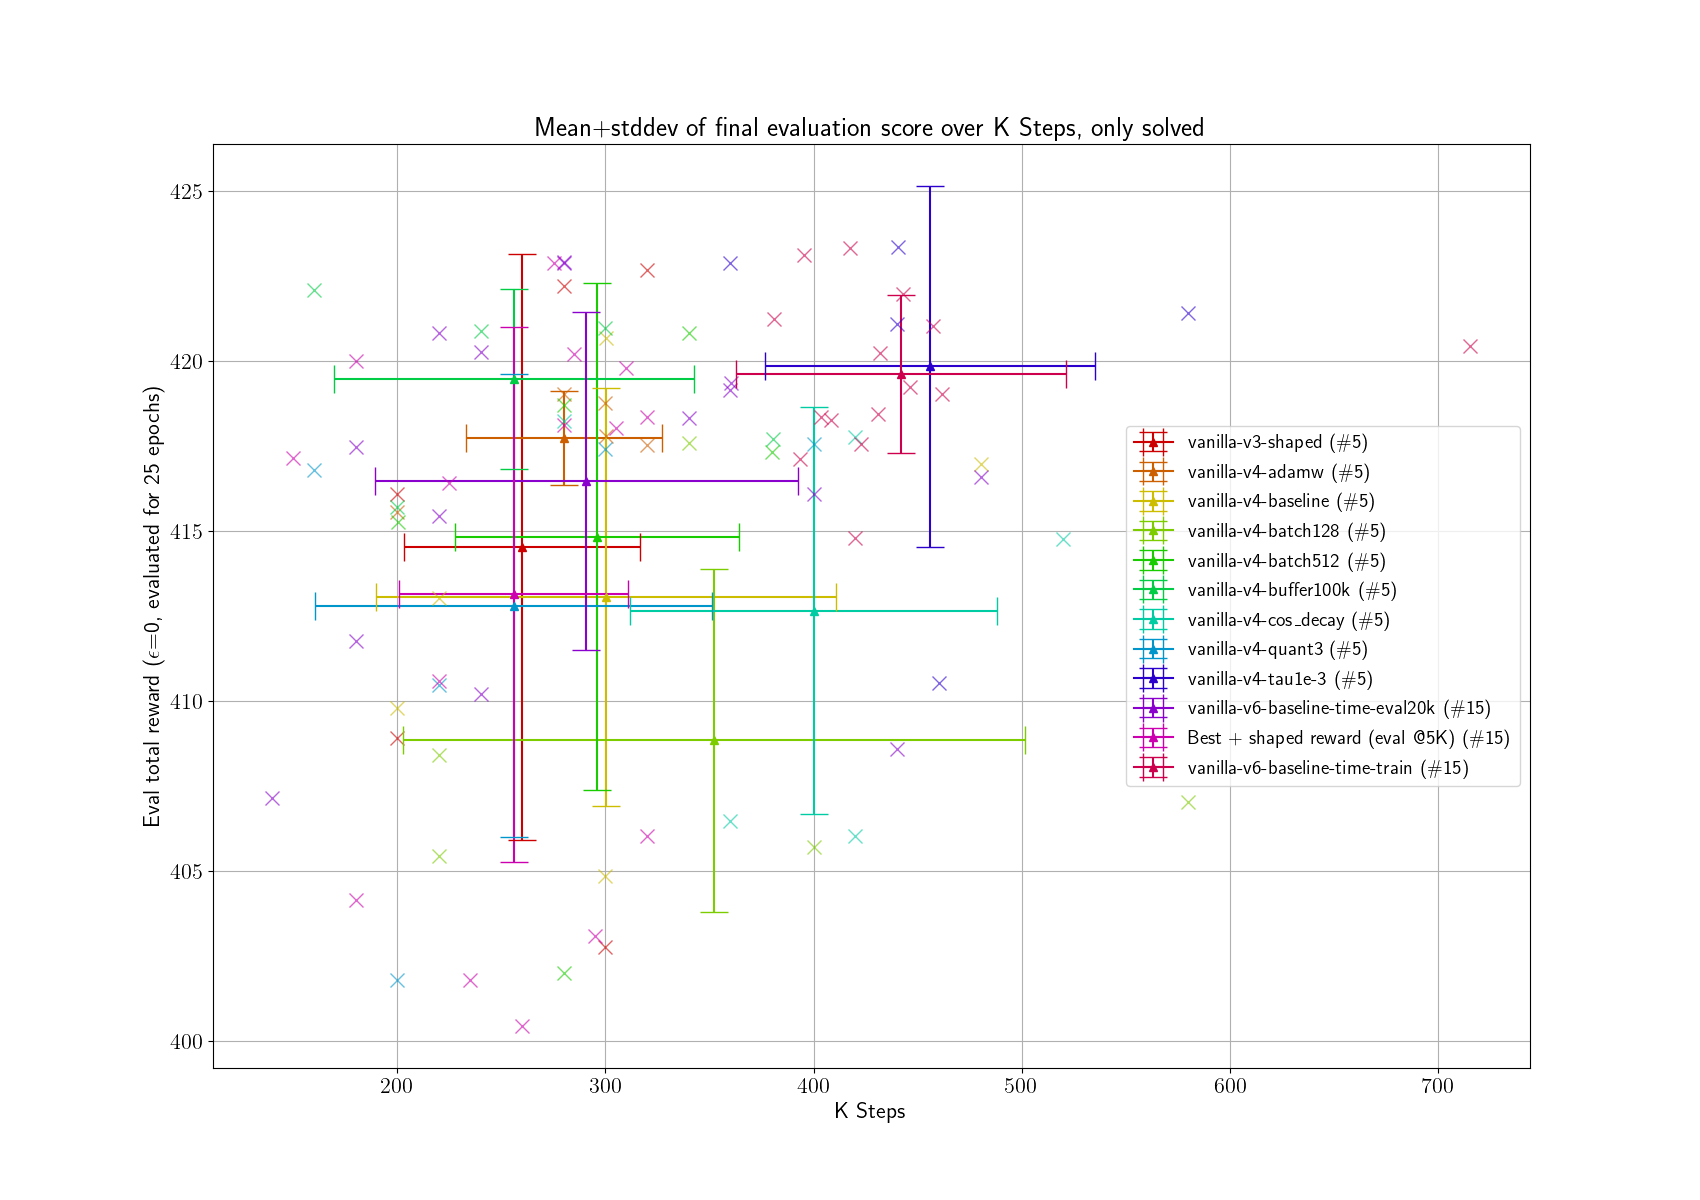 Mean+stddev of final evaluation score over K Steps, only solved
Eval total reward (ϵ=0, evaluated for 25 epochs)
425
420
415
410
405
400
vanilla-v3-shaped (#5)
vanilla-v4-adamw (#5)
vanilla-v4-baseline (#5)
vanilla-v4-batch128 (#5)
vanilla-v4-batch512 (#5)
vanilla-v4-buffer100k (#5)
vanilla-v4-cos_decay (#5)
vanilla-v4-quant3 (#5)
vanilla-v4-tau1e-3 (#5)
vanilla-v6-baseline-time-eval20k (#15)
Best + shaped reward (eval @5K) (#15)
vanilla-v6-baseline-time-train (#15)
200 300 400 500 600 700
K Steps